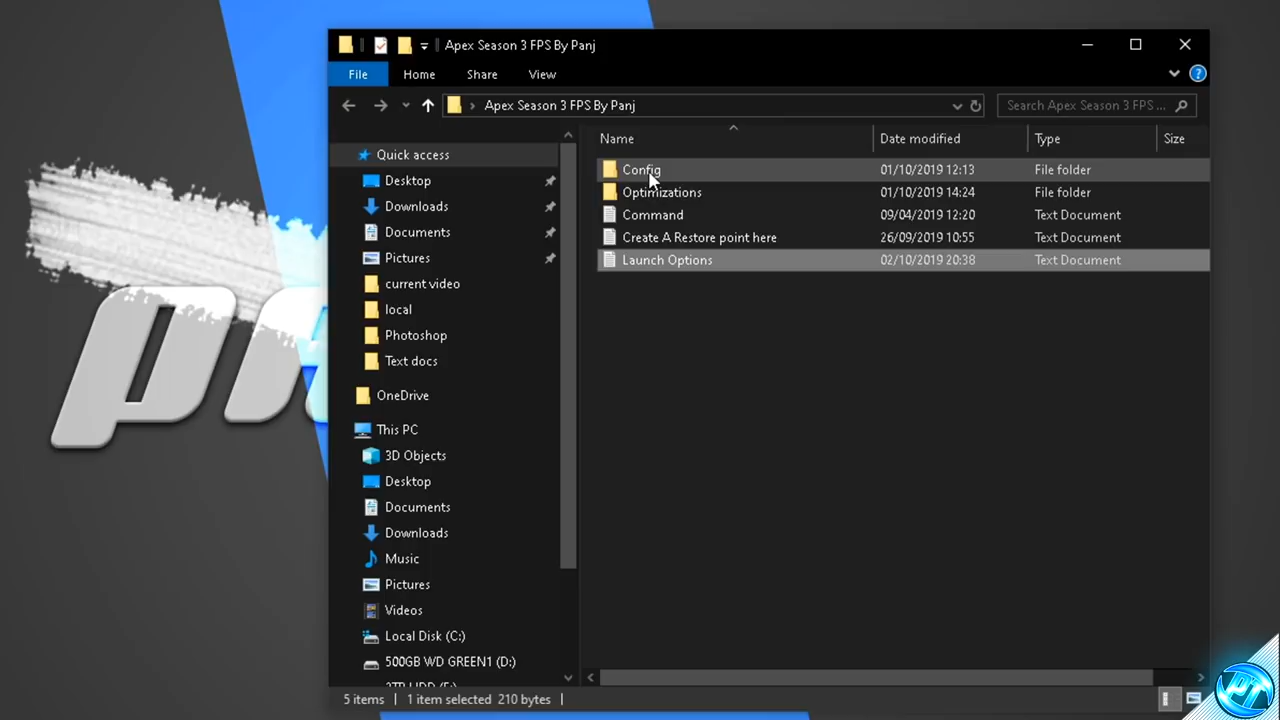 Apex Season 3 FPS By Panj
File Home Share View
Apex Season 3 FPS By Panj
Search Apex Season 3 FPS ...
Name Date modified Type Size
Quick access
Desktop
Downloads
Documents
Pictures
current video
local
Photoshop
Text docs
OneDrive
This PC
3D Objects
Desktop
Documents
Downloads
Music
Pictures
Videos
Local Disk (C:)
500GB WD GREEN1 (D:)
Config 01/10/2019 12:13 File folder
Optimizations 01/10/2019 14:24 File folder
Command 09/04/2019 12:20 Text Document
Create A Restore point here 26/09/2019 10:55 Text Document
Launch Options 02/10/2019 20:38 Text Document
5 items 1 item selected 210 bytes